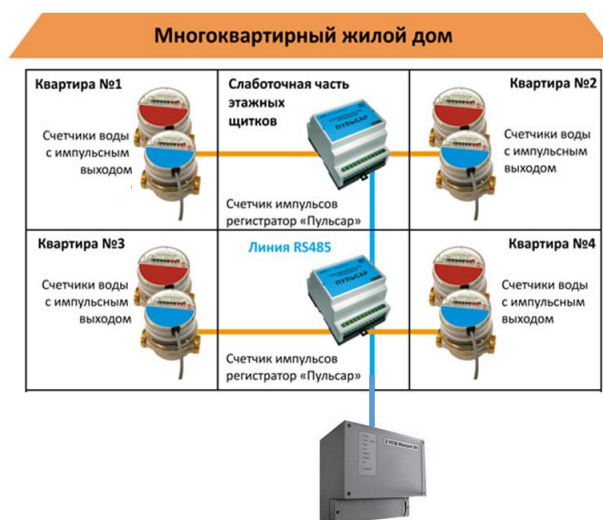 Многоквартирный жилой дом
Квартира №1
Слаботочная часть
этажных
щитков
Квартира №2
Счетчики воды
с импульсным
выходом
ПУЛЬСАР
Счетчики воды
с импульсным
выходом
Счетчик импульсов
регистратор «Пульсар»
Квартира №3
Линия RS485
Квартира №4
Счетчики воды
с импульсным
выходом
ПУЛЬСАР
Счетчики воды
с импульсным
выходом
Счетчик импульсов
регистратор «Пульсар»